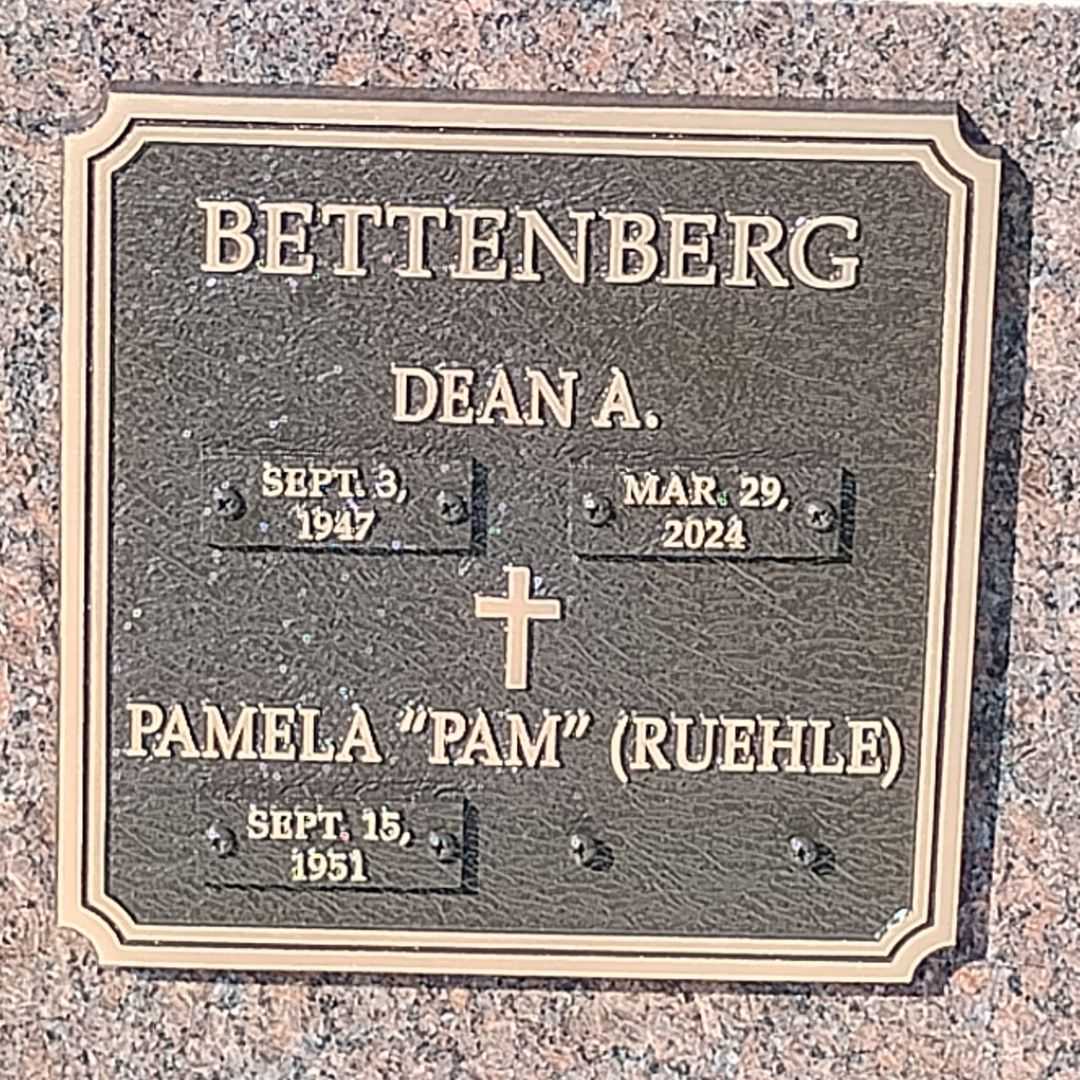 BETTENBERG
DEAN A.
SEPT. 3,
1947
MAR. 29,
2024
PAMELA "PAM" (RUEHLE)
SEPT. 15,
1951